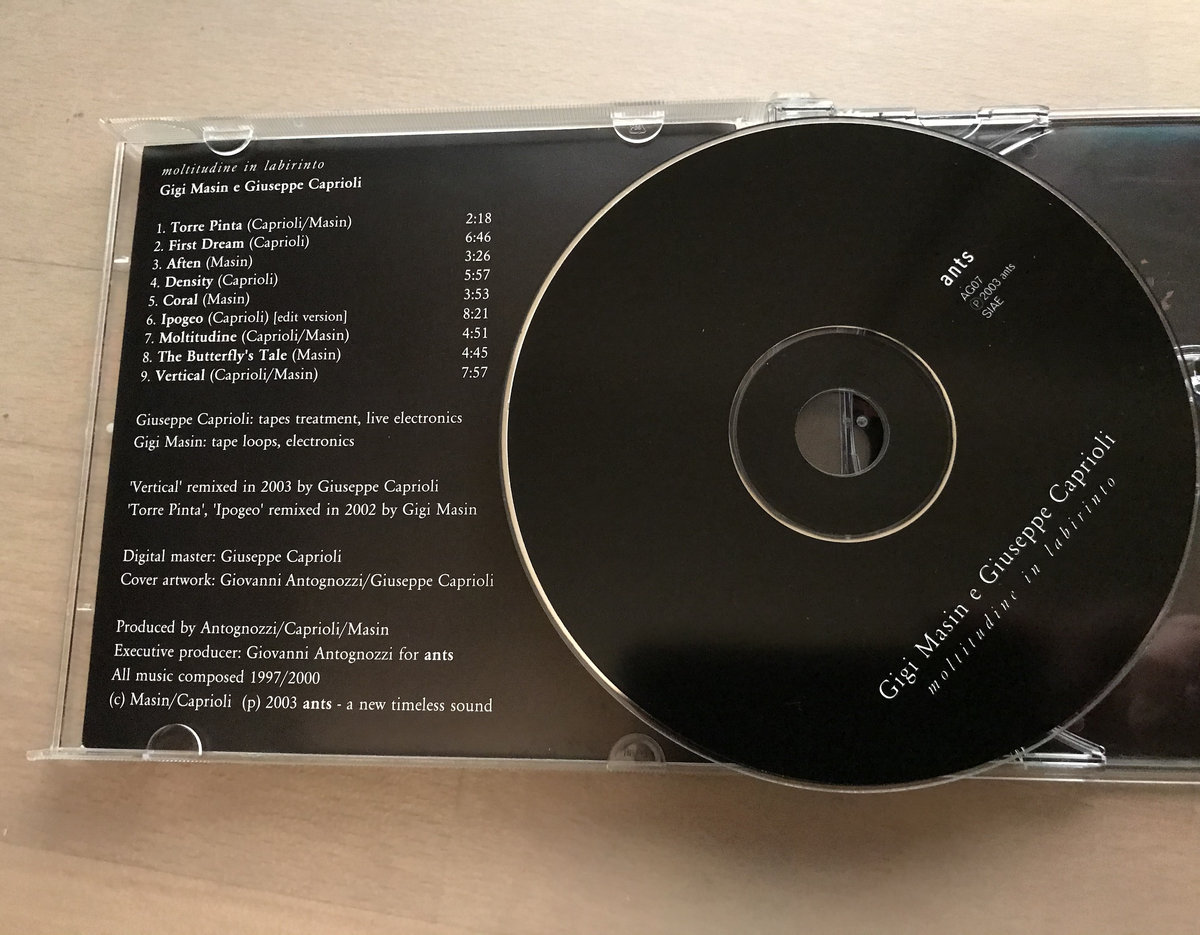 moltitudine in labirinto
Gigi Masin e Giuseppe Caprioli
1. Torre Pinta (Caprioli/Masin) 2:18
2. First Dream (Caprioli) 6:46
3. Aften (Masin) 3:26
4. Density (Caprioli) 5:57
5. Coral (Masin) 3:53
6. Ipogeo (Caprioli) [edit version] 8:21
7. Moltitudine (Caprioli/Masin) 4:51
8. The Butterfly's Tale (Masin) 4:45
9. Vertical (Caprioli/Masin) 7:57
Giuseppe Caprioli: tapes treatment, live electronics
Gigi Masin: tape loops, electronics
'Vertical' remixed in 2003 by Giuseppe Caprioli
'Torre Pinta', 'Ipogeo' remixed in 2002 by Gigi Masin
Digital master: Giuseppe Caprioli
Cover artwork: Giovanni Antognozzi/Giuseppe Caprioli
Produced by Antognozzi/Caprioli/Masin
Executive producer: Giovanni Antognozzi for ants
All music composed 1997/2000
(c) Masin/Caprioli (p) 2003 ants - a new timeless sound
ants
AG07
℗ 2003 ants
SIAE
Gigi Masin e Giuseppe Caprioli
moltitudine in labirinto